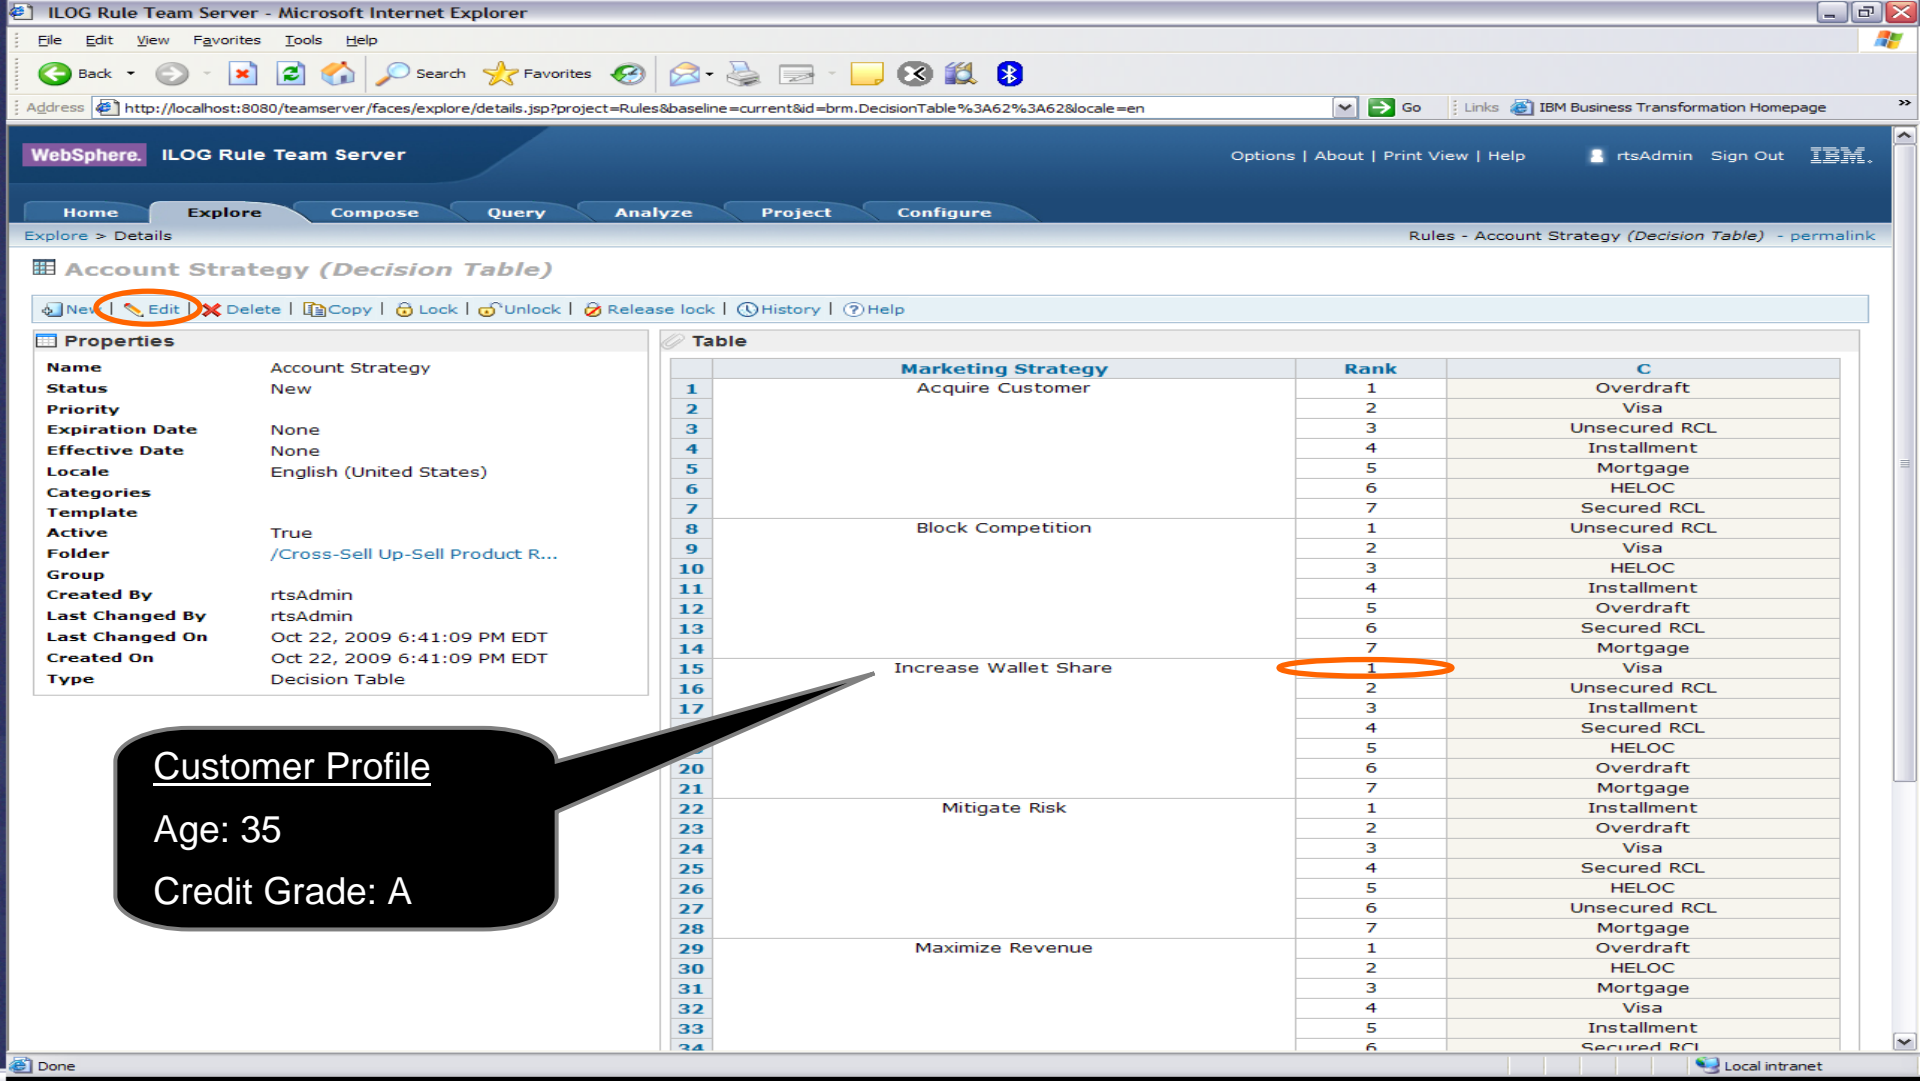 ILOG Rule Team Server - Microsoft Internet Explorer
File Edit View Favorites Tools Help
Back Search Favorites
Address http://localhost:8080/teamserver/faces/explore/details.jsp?project=Rules&baseline=current&id=brm.DecisionTable%3A62%3A62&locale=en Go Links IBM Business Transformation Homepage »
WebSphere. ILOG Rule Team Server Options | About | Print View | Help rtsAdmin Sign Out IBM.
Home Explore Compose Query Analyze Project Configure
Explore > Details Rules - Account Strategy (Decision Table) - permalink
Account Strategy (Decision Table)
New | Edit | Delete | Copy | Lock | Unlock | Release lock | History | Help
Properties
Name Account Strategy
Status New
Priority
Expiration Date None
Effective Date None
Locale English (United States)
Categories
Template
Active True
Folder /Cross-Sell Up-Sell Product R...
Group
Created By rtsAdmin
Last Changed By rtsAdmin
Last Changed On Oct 22, 2009 6:41:09 PM EDT
Created On Oct 22, 2009 6:41:09 PM EDT
Type Decision Table
Customer Profile
Age: 35
Credit Grade: A
Table
Marketing Strategy Rank C
1 Acquire Customer 1 Overdraft
2 2 Visa
3 3 Unsecured RCL
4 4 Installment
5 5 Mortgage
6 6 HELOC
7 7 Secured RCL
8 Block Competition 1 Unsecured RCL
9 2 Visa
10 3 HELOC
11 4 Installment
12 5 Overdraft
13 6 Secured RCL
14 7 Mortgage
15 Increase Wallet Share 1 Visa
16 2 Unsecured RCL
17 3 Installment
4 Secured RCL
5 HELOC
20 6 Overdraft
21 7 Mortgage
22 Mitigate Risk 1 Installment
23 2 Overdraft
24 3 Visa
25 4 Secured RCL
26 5 HELOC
27 6 Unsecured RCL
28 7 Mortgage
29 Maximize Revenue 1 Overdraft
30 2 HELOC
31 3 Mortgage
32 4 Visa
33 5 Installment
34 6 Secured RCL
Done Local intranet